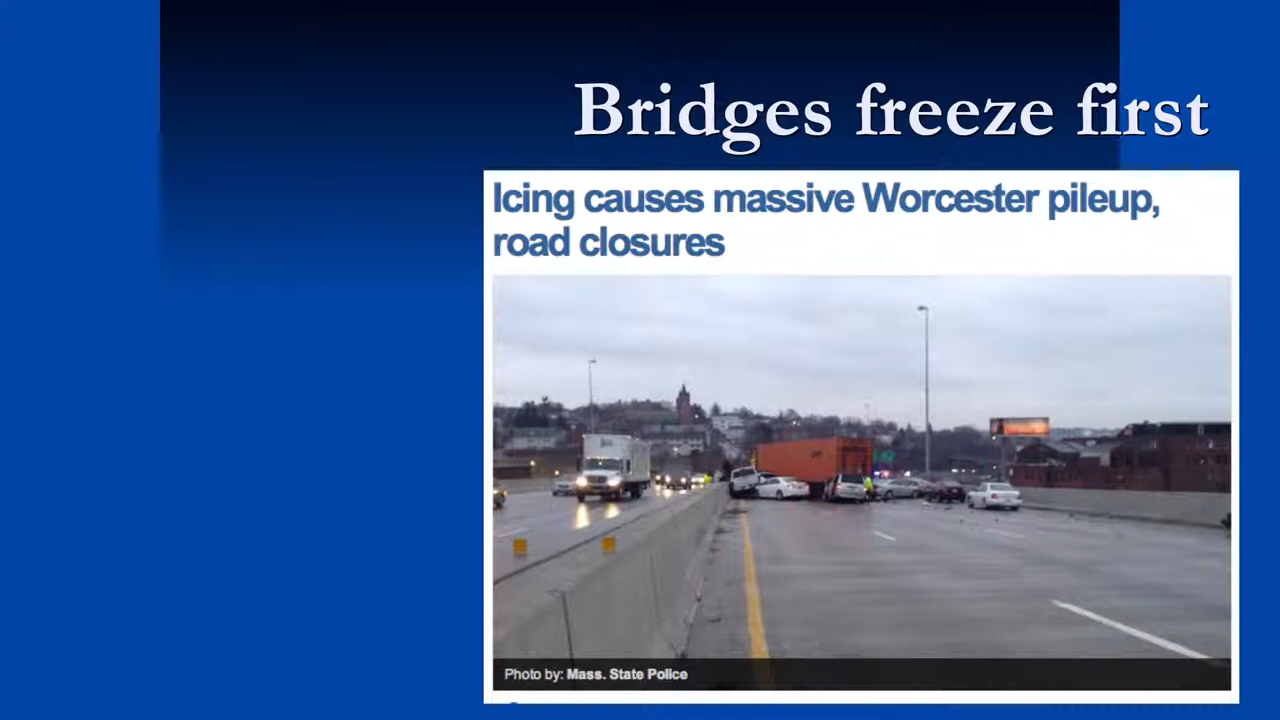 Bridges freeze first
Icing causes massive Worcester pileup,
road closures
Photo by: Mass. State Police